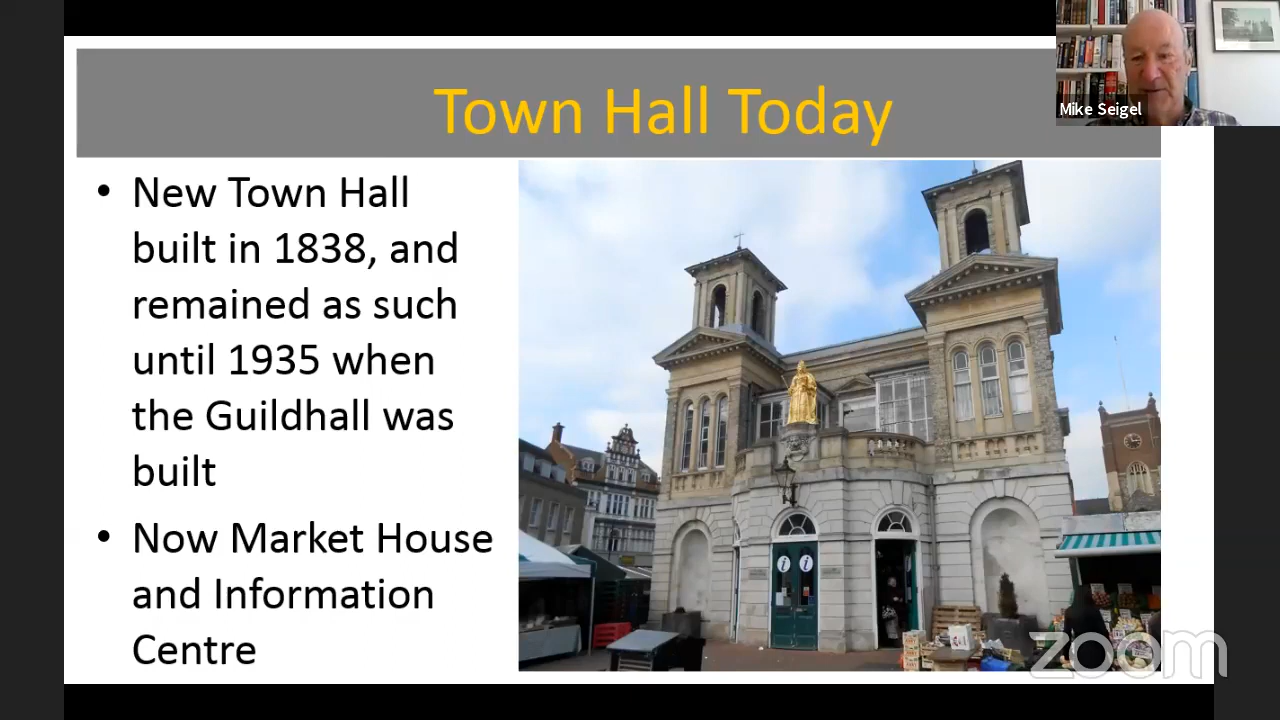 Town Hall Today
Mike Seigel
• New Town Hall
built in 1838, and
remained as such
until 1935 when
the Guildhall was
built
• Now Market House
and Information
Centre
i i
zoom